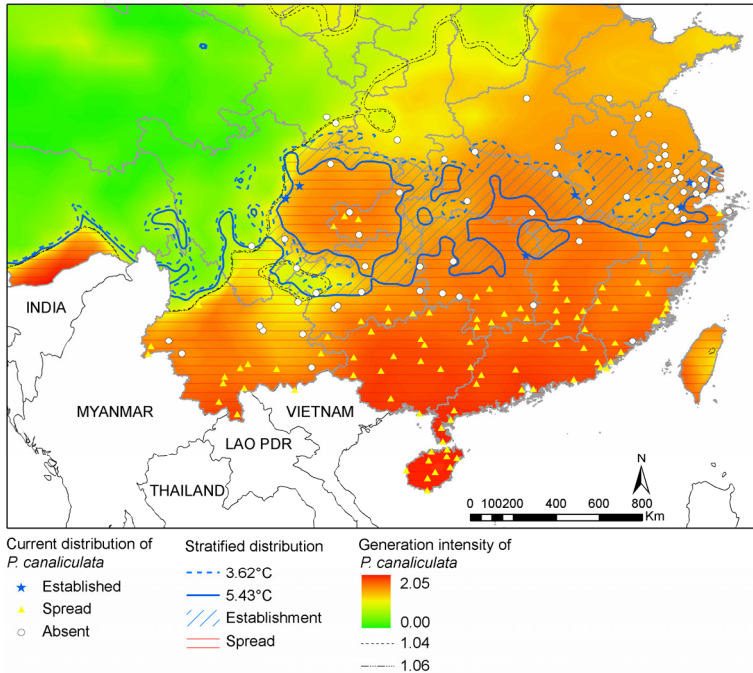 INDIA
MYANMAR
VIETNAM
LAO PDR
THAILAND
N
0 100200 400 600 800
Km
Current distribution of
P. canaliculata
Established
Spread
Absent
Stratified distribution
3.62°C
5.43°C
Establishment
Spread
Generation intensity of
P. canaliculata
2.05
0.00
1.04
1.06